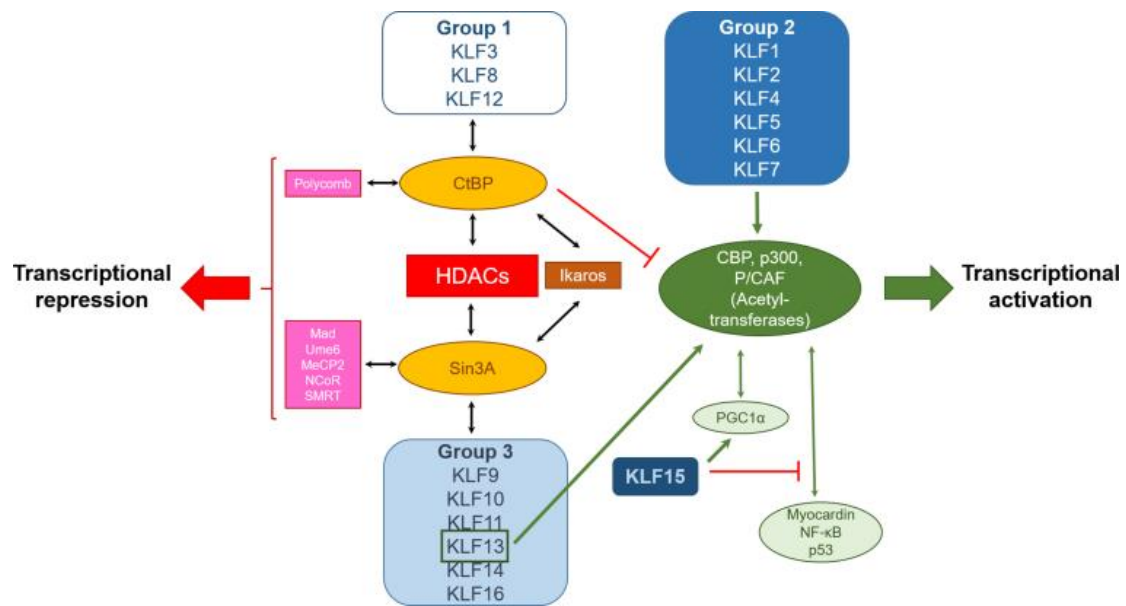 Group 1
KLF3
KLF8
KLF12
Group 2
KLF1
KLF2
KLF4
KLF5
KLF6
KLF7
Polycomb
CtBP
HDACs
Ikaros
CBP, p300,
P/CAF
(Acetyl-
transferases)
Transcriptional
repression
Transcriptional
activation
Mad
Ume6
MeCP2
NCoR
SMRT
Sin3A
PGC1α
Group 3
KLF9
KLF10
KLF11
KLF13
KLF14
KLF16
KLF15
Myocardin
NF-κB
p53